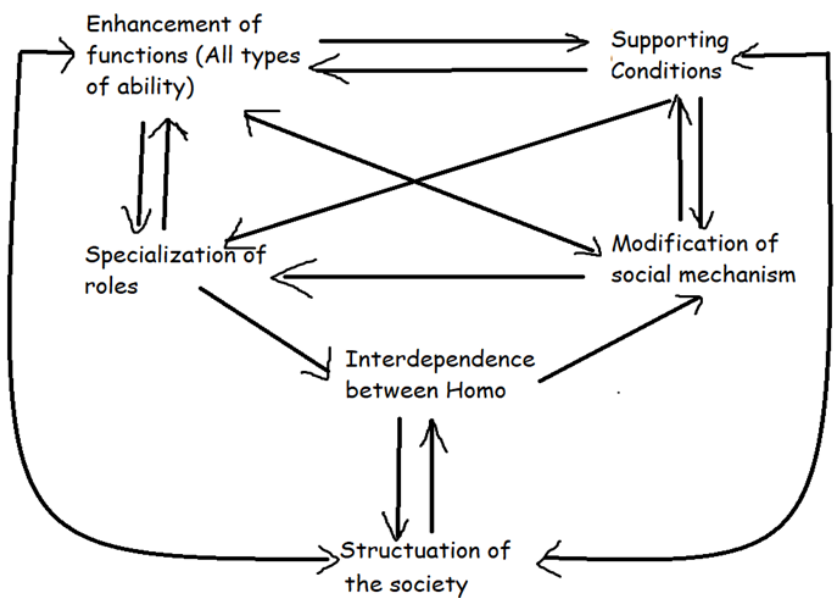 Enhancement of
functions (All types
of ability)
Supporting
Conditions
Specialization of
roles
Modification of
social mechanism
Interdependence
between Homo
Structuation of
the society